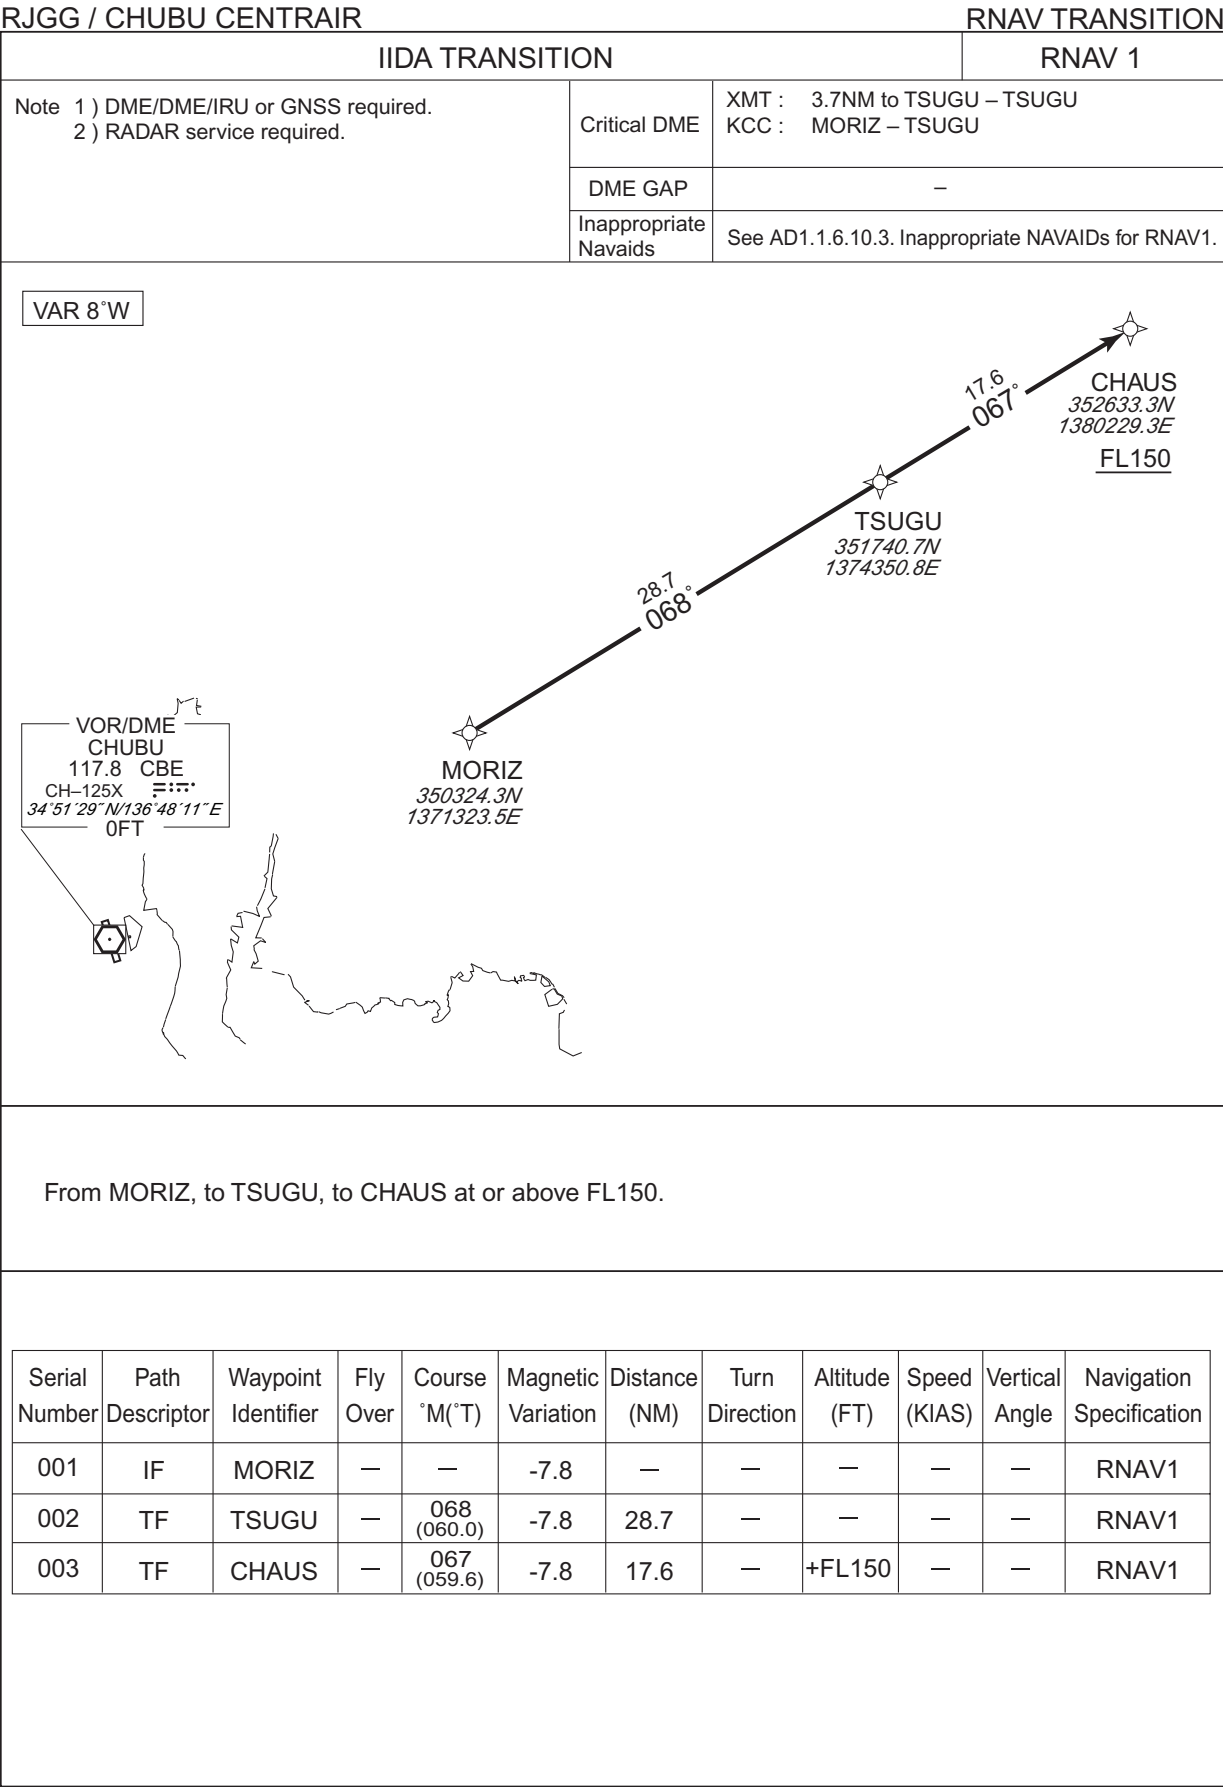 RJGG / CHUBU CENTRAIR
RNAV TRANSITION
IIDA TRANSITION
RNAV 1
Note 1 ) DME/DME/IRU or GNSS required.
2 ) RADAR service required.
Critical DME
XMT : 3.7NM to TSUGU – TSUGU
KCC : MORIZ – TSUGU
DME GAP –
Inappropriate
Navaids
See AD1.1.6.10.3. Inappropriate NAVAIDs for RNAV1.
VAR 8˚W
17.6
067˚
CHAUS
352633.3N
1380229.3E
FL150
TSUGU
351740.7N
1374350.8E
28.7
068˚
MORIZ
350324.3N
1371323.5E
VOR/DME
CHUBU
117.8 CBE
CH–125X
34˚51´29˝N/136˚48´11˝E
0FT
From MORIZ, to TSUGU, to CHAUS at or above FL150.
Serial Path Waypoint Fly Course Magnetic Distance Turn Altitude Speed Vertical Navigation
Number Descriptor Identifier Over ˚M(˚T) Variation (NM) Direction (FT) (KIAS) Angle Specification
001 IF MORIZ — — -7.8 — — — — — RNAV1
002 TF TSUGU — 068 (060.0) -7.8 28.7 — — — — RNAV1
003 TF CHAUS — 067 (059.6) -7.8 17.6 — +FL150 — — RNAV1